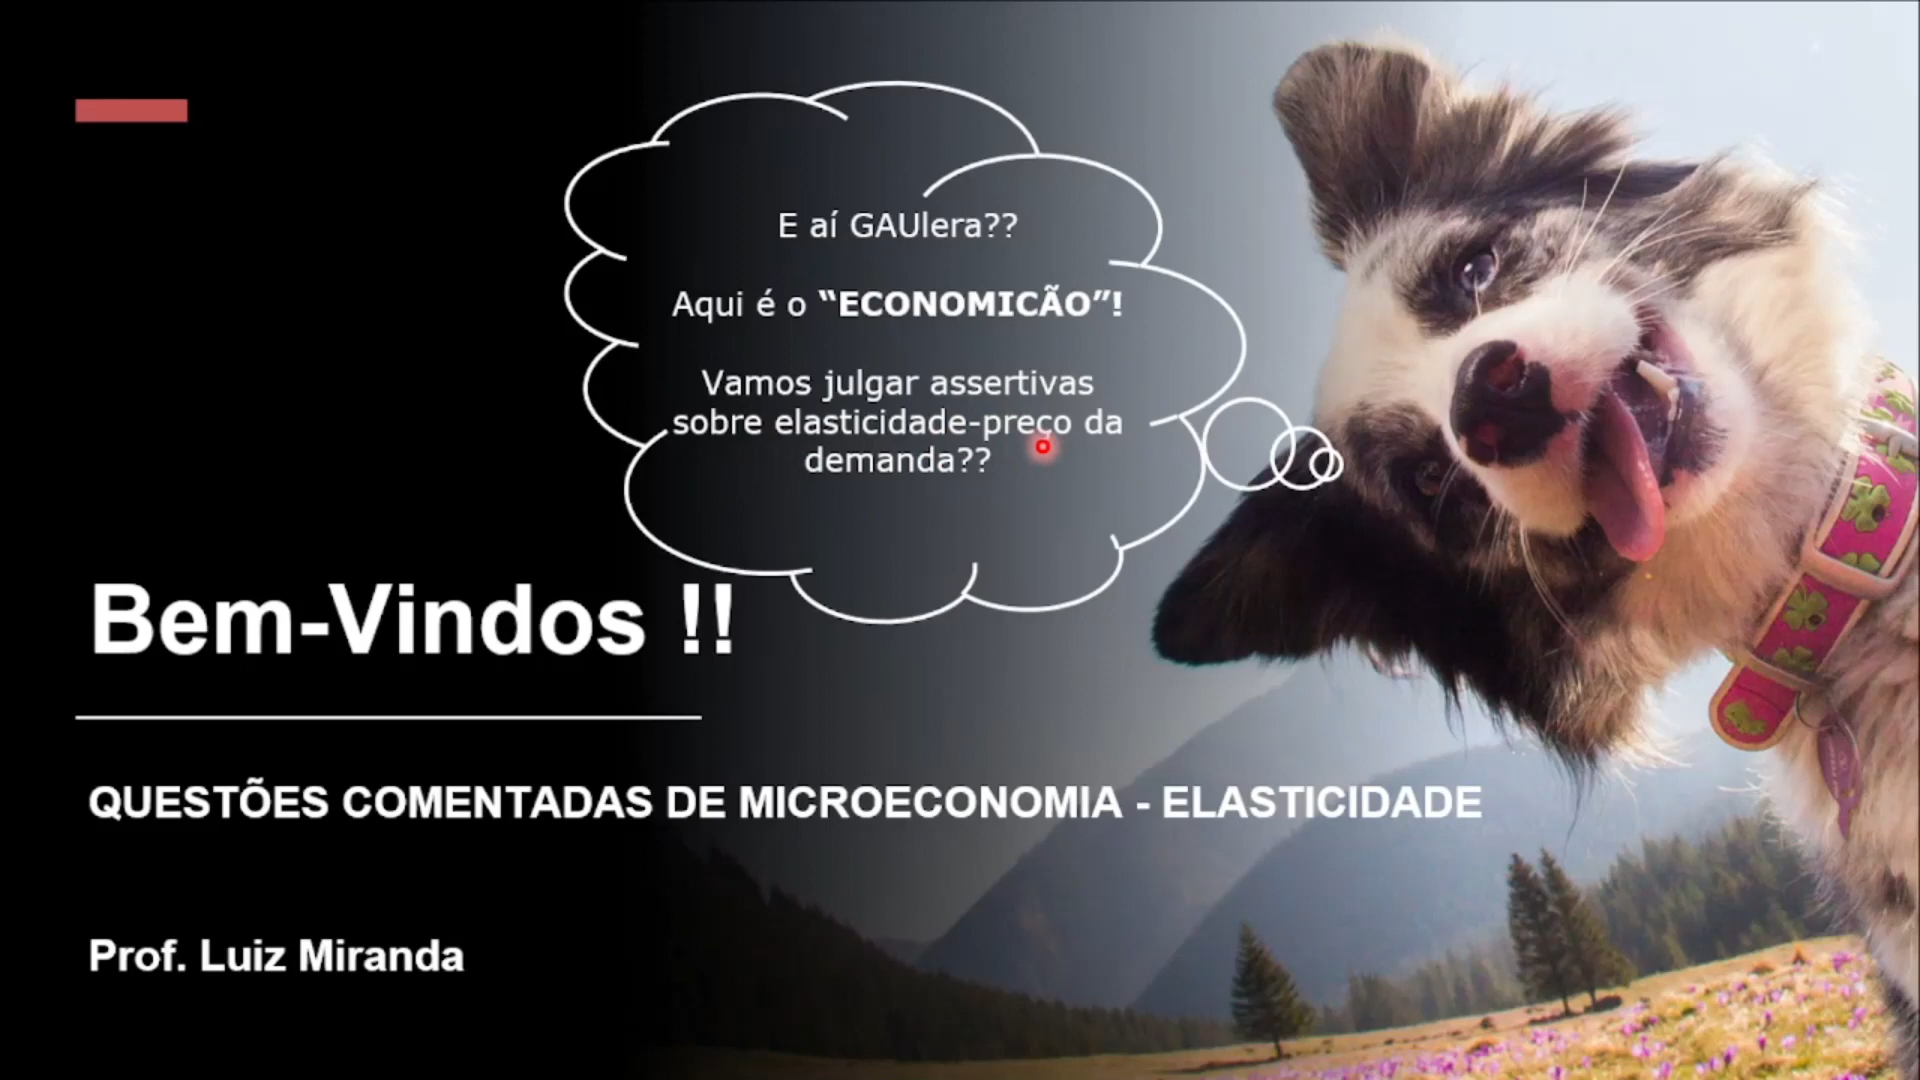 E aí GAUlera??
Aqui é o “ECONOMICÃO”!
Vamos julgar assertivas
sobre elasticidade-preço da
demanda??
Bem-Vindos !!
QUESTÕES COMENTADAS DE MICROECONOMIA - ELASTICIDADE
Prof. Luiz Miranda